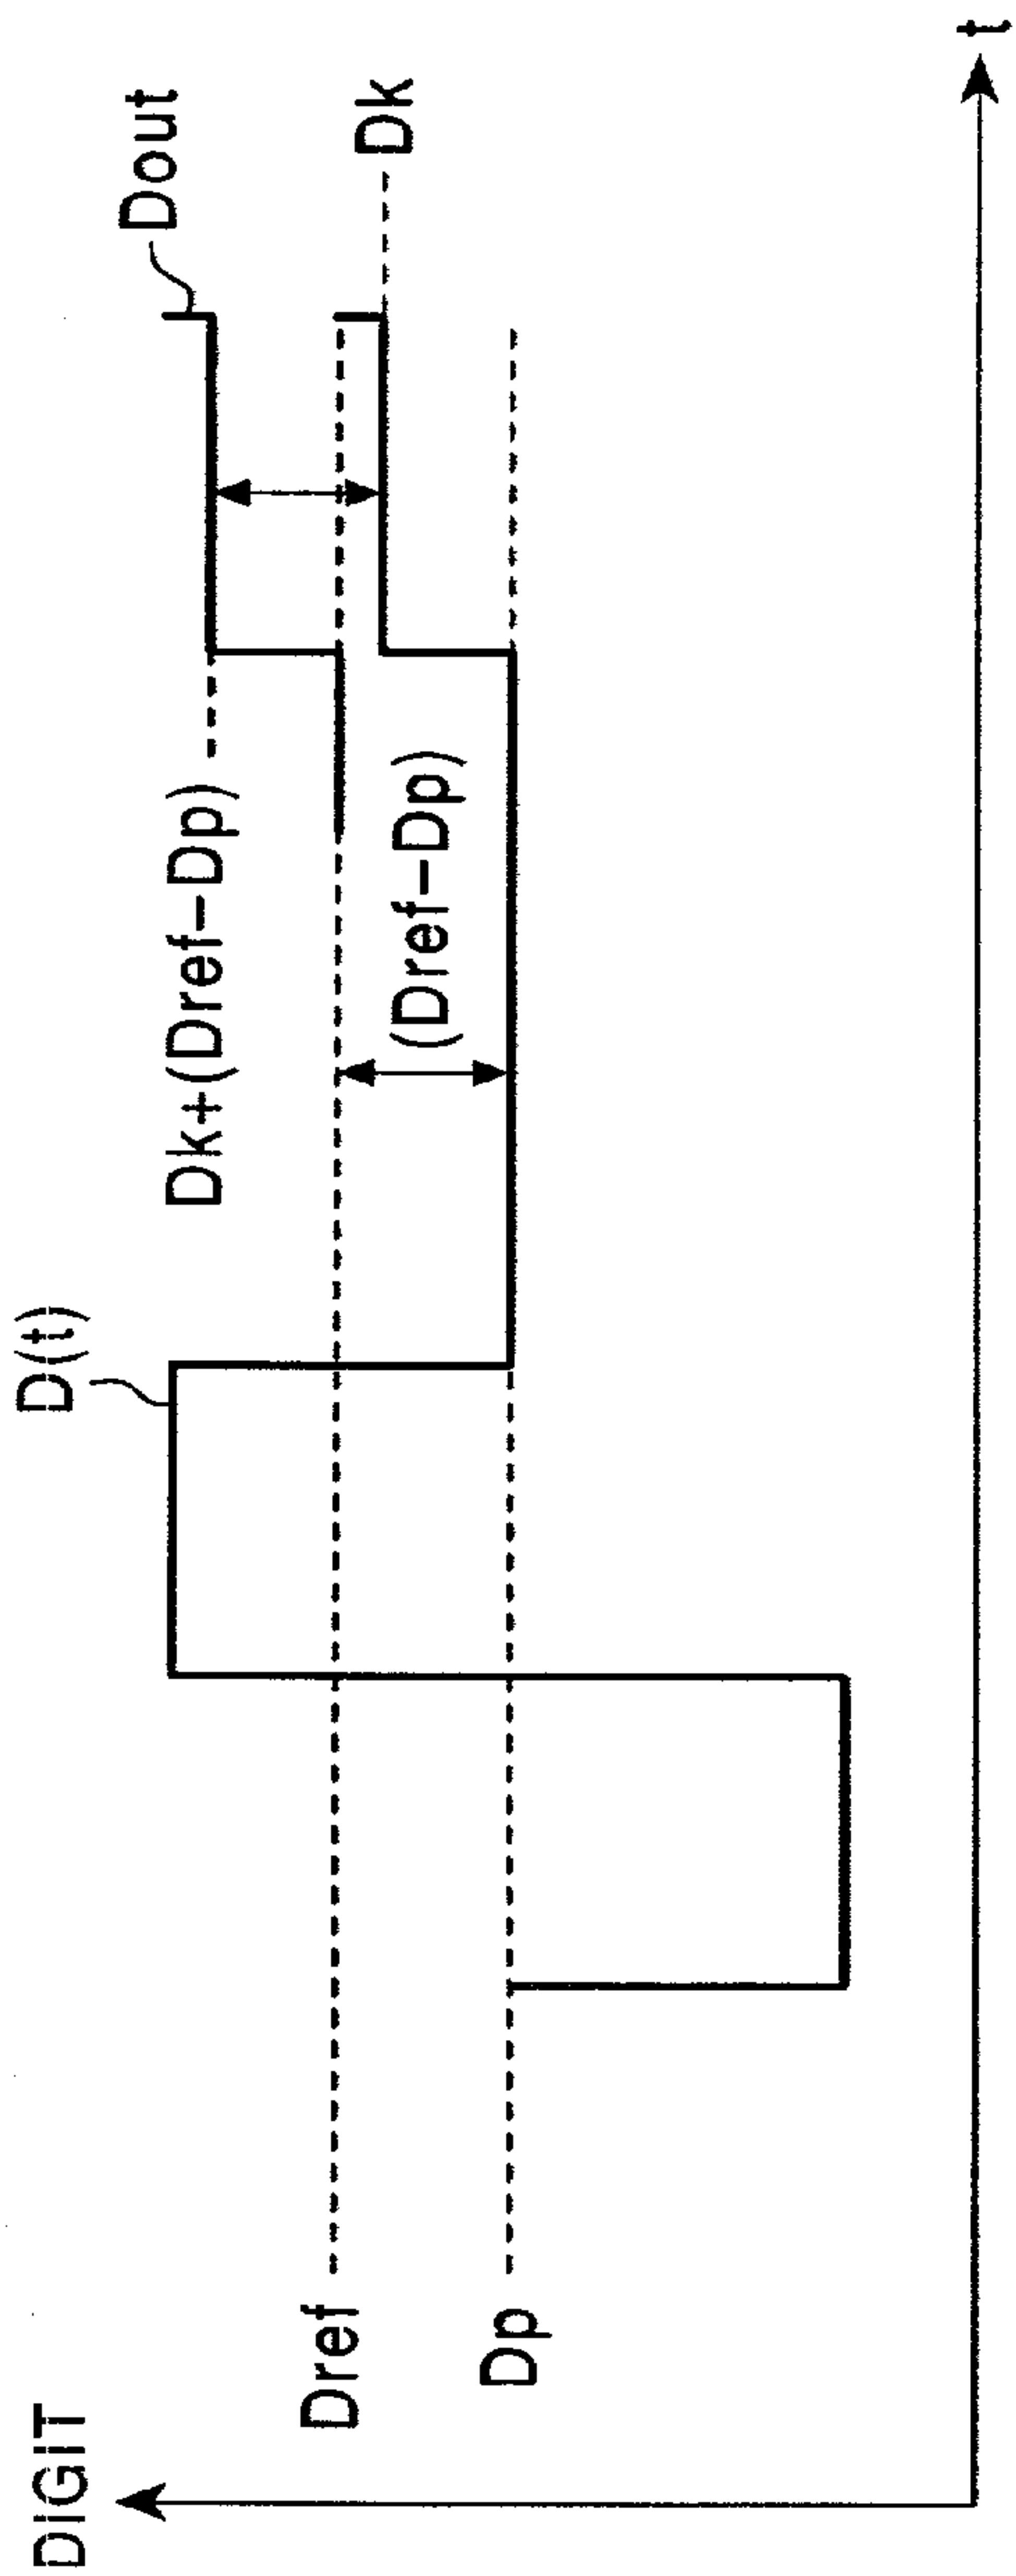 DIGIT
D(t)
Dout
Dk+(Dref-Dp)
Dref
(Dref-Dp)
Dk
Dp
t